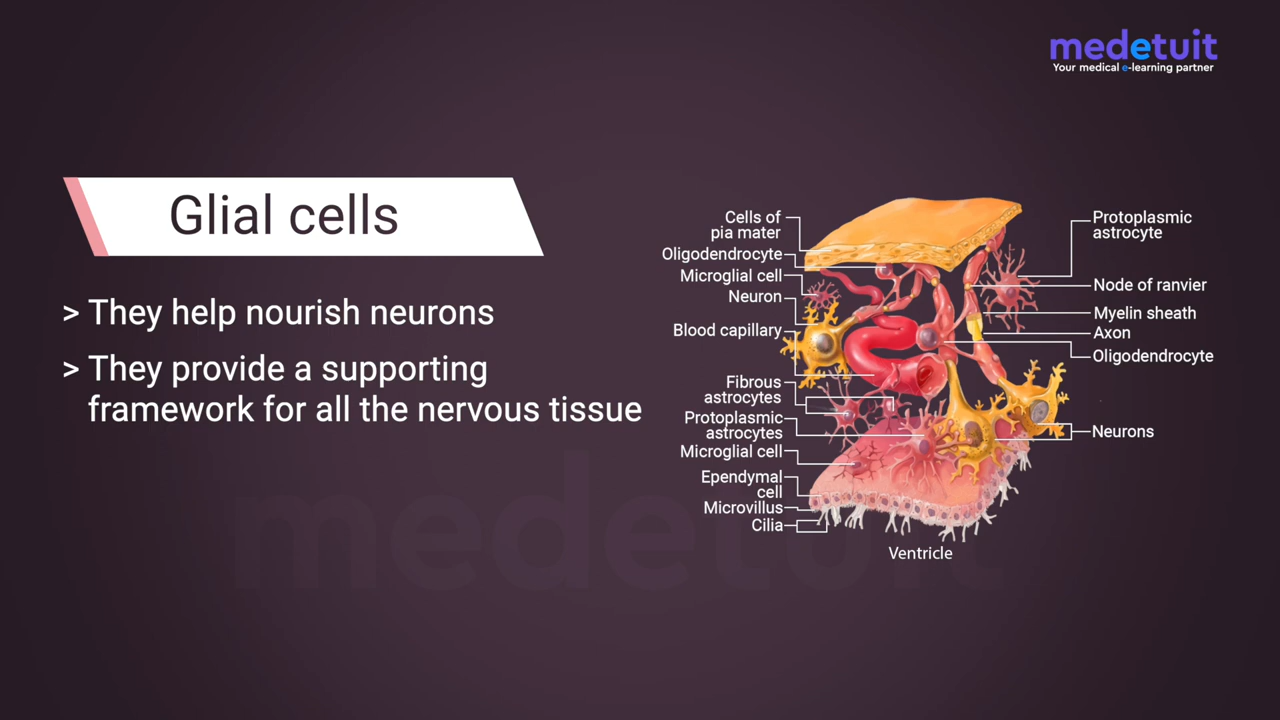 medetuit
Your medical e-learning partner
Glial cells
> They help nourish neurons
> They provide a supporting
framework for all the nervous tissue
Cells of
pia mater
Oligodendrocyte
Microglial cell
Neuron
Blood capillary
Fibrous
astrocytes
Protoplasmic
astrocytes
Microglial cell
Ependymal
cell
Microvillus
Cilia
Protoplasmic
astrocyte
Node of ranvier
Myelin sheath
Axon
Oligodendrocyte
Neurons
Ventricle
medetuit